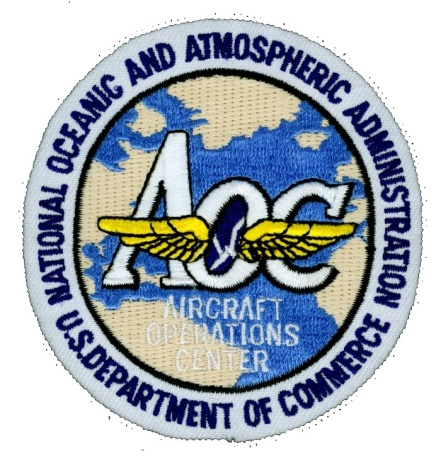 NATIONAL OCEANIC AND ATMOSPHERIC ADMINISTRATION
AOC
AIRCRAFT
OPERATIONS
CENTER
U.S.DEPARTMENT OF COMMERCE